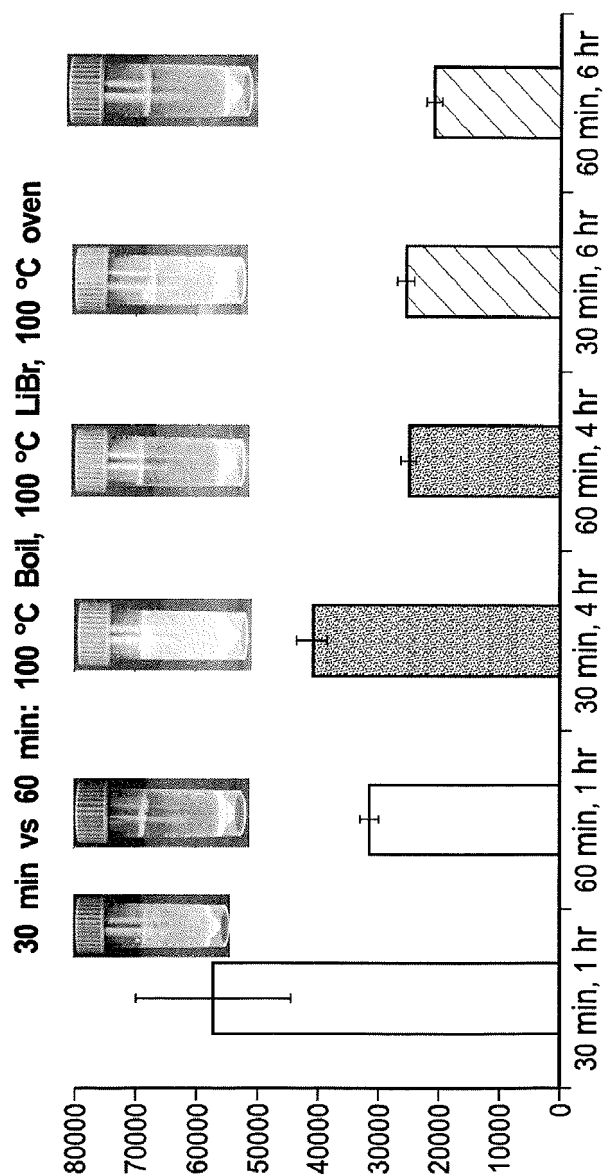 30 min vs 60 min: 100 °C Boil, 100 °C LiBr, 100 °C oven
80000
70000
60000
50000
40000
30000
20000
10000
0
30 min, 1 hr
60 min, 1 hr
30 min, 4 hr
60 min, 4 hr
30 min, 6 hr
60 min, 6 hr